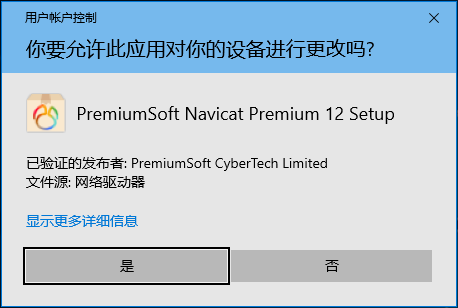 用户帐户控制
你要允许此应用对你的设备进行更改吗?
PremiumSoft Navicat Premium 12 Setup
已验证的发布者: PremiumSoft CyberTech Limited
文件源: 网络驱动器
显示更多详细信息
是
否